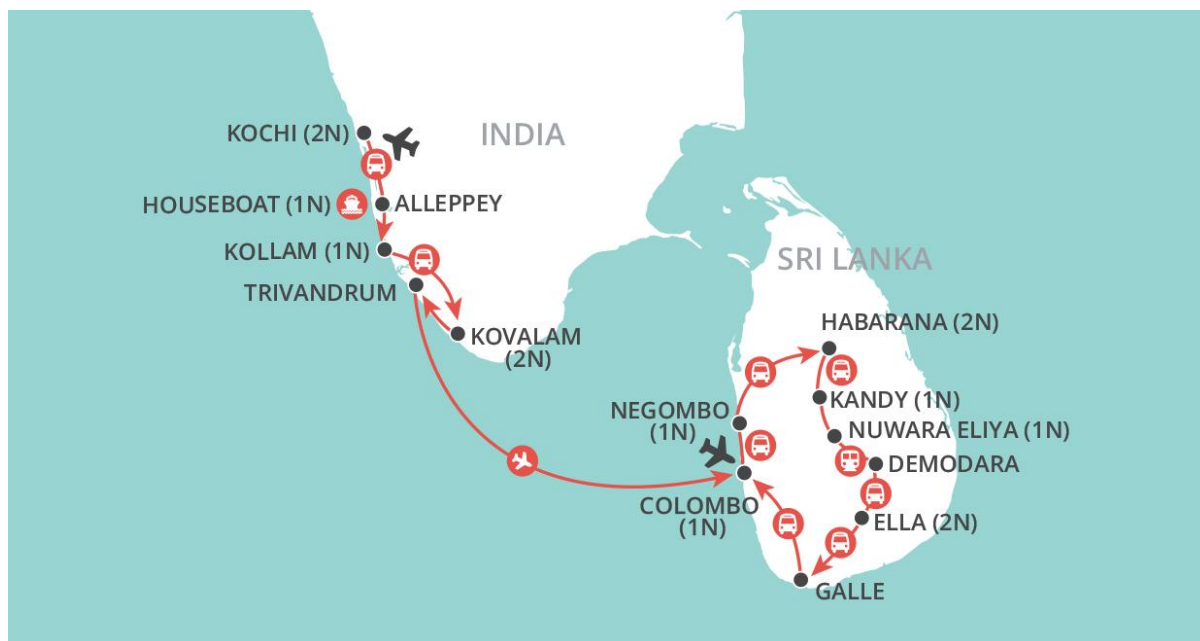 INDIA
KOCHI (2N)
HOUSEBOAT (1N)
ALLEPPEY
KOLLAM (1N)
TRIVANDRUM
KOVALAM
(2N)
SRI LANKA
HABARANA (2N)
KANDY (1N)
NEGOMBO
(1N)
NUWARA ELIYA (1N)
DEMODARA
COLOMBO
(1N)
ELLA (2N)
GALLE